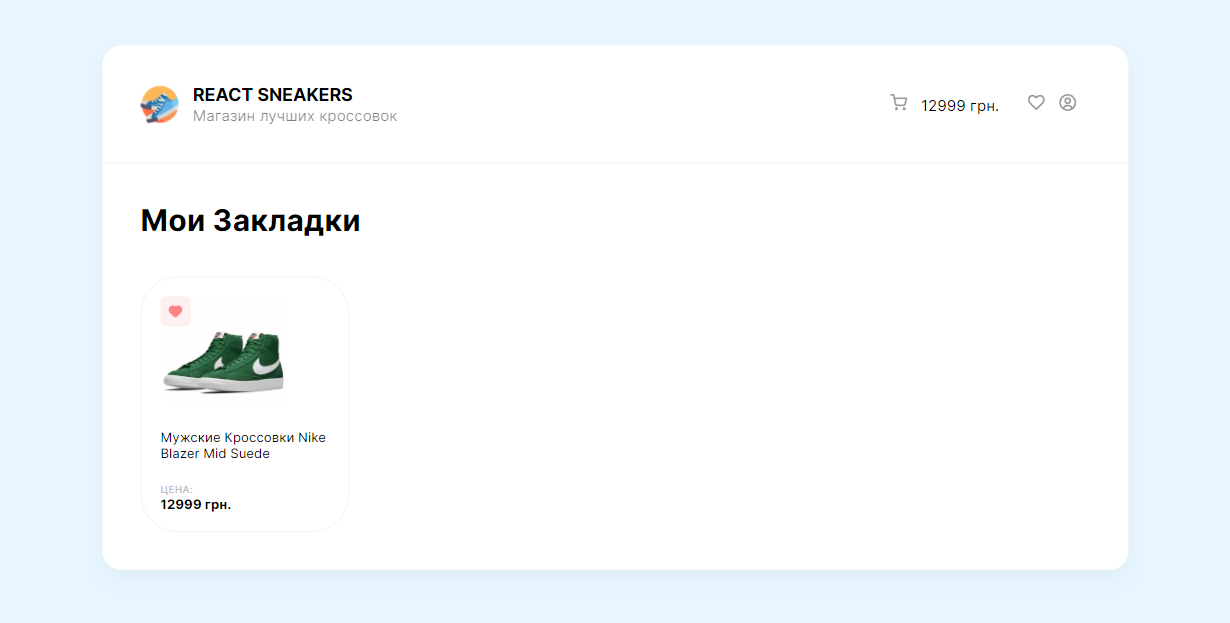 REACT SNEAKERS
Магазин лучших кроссовок
12999 грн.
Мои Закладки
Мужские Кроссовки Nike
Blazer Mid Suede
ЦЕНА:
12999 грн.